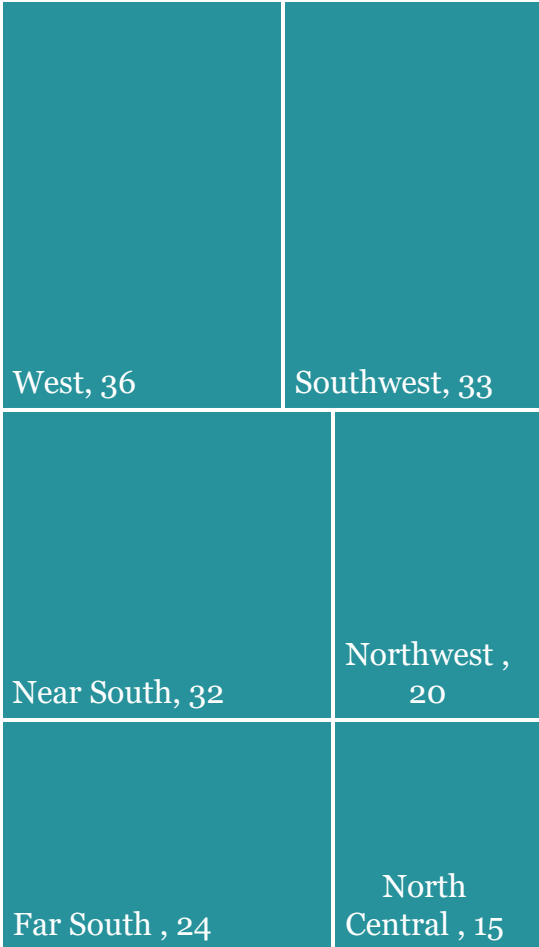 West, 36
Southwest, 33
Near South, 32
Northwest ,
20
Far South , 24
North
Central , 15